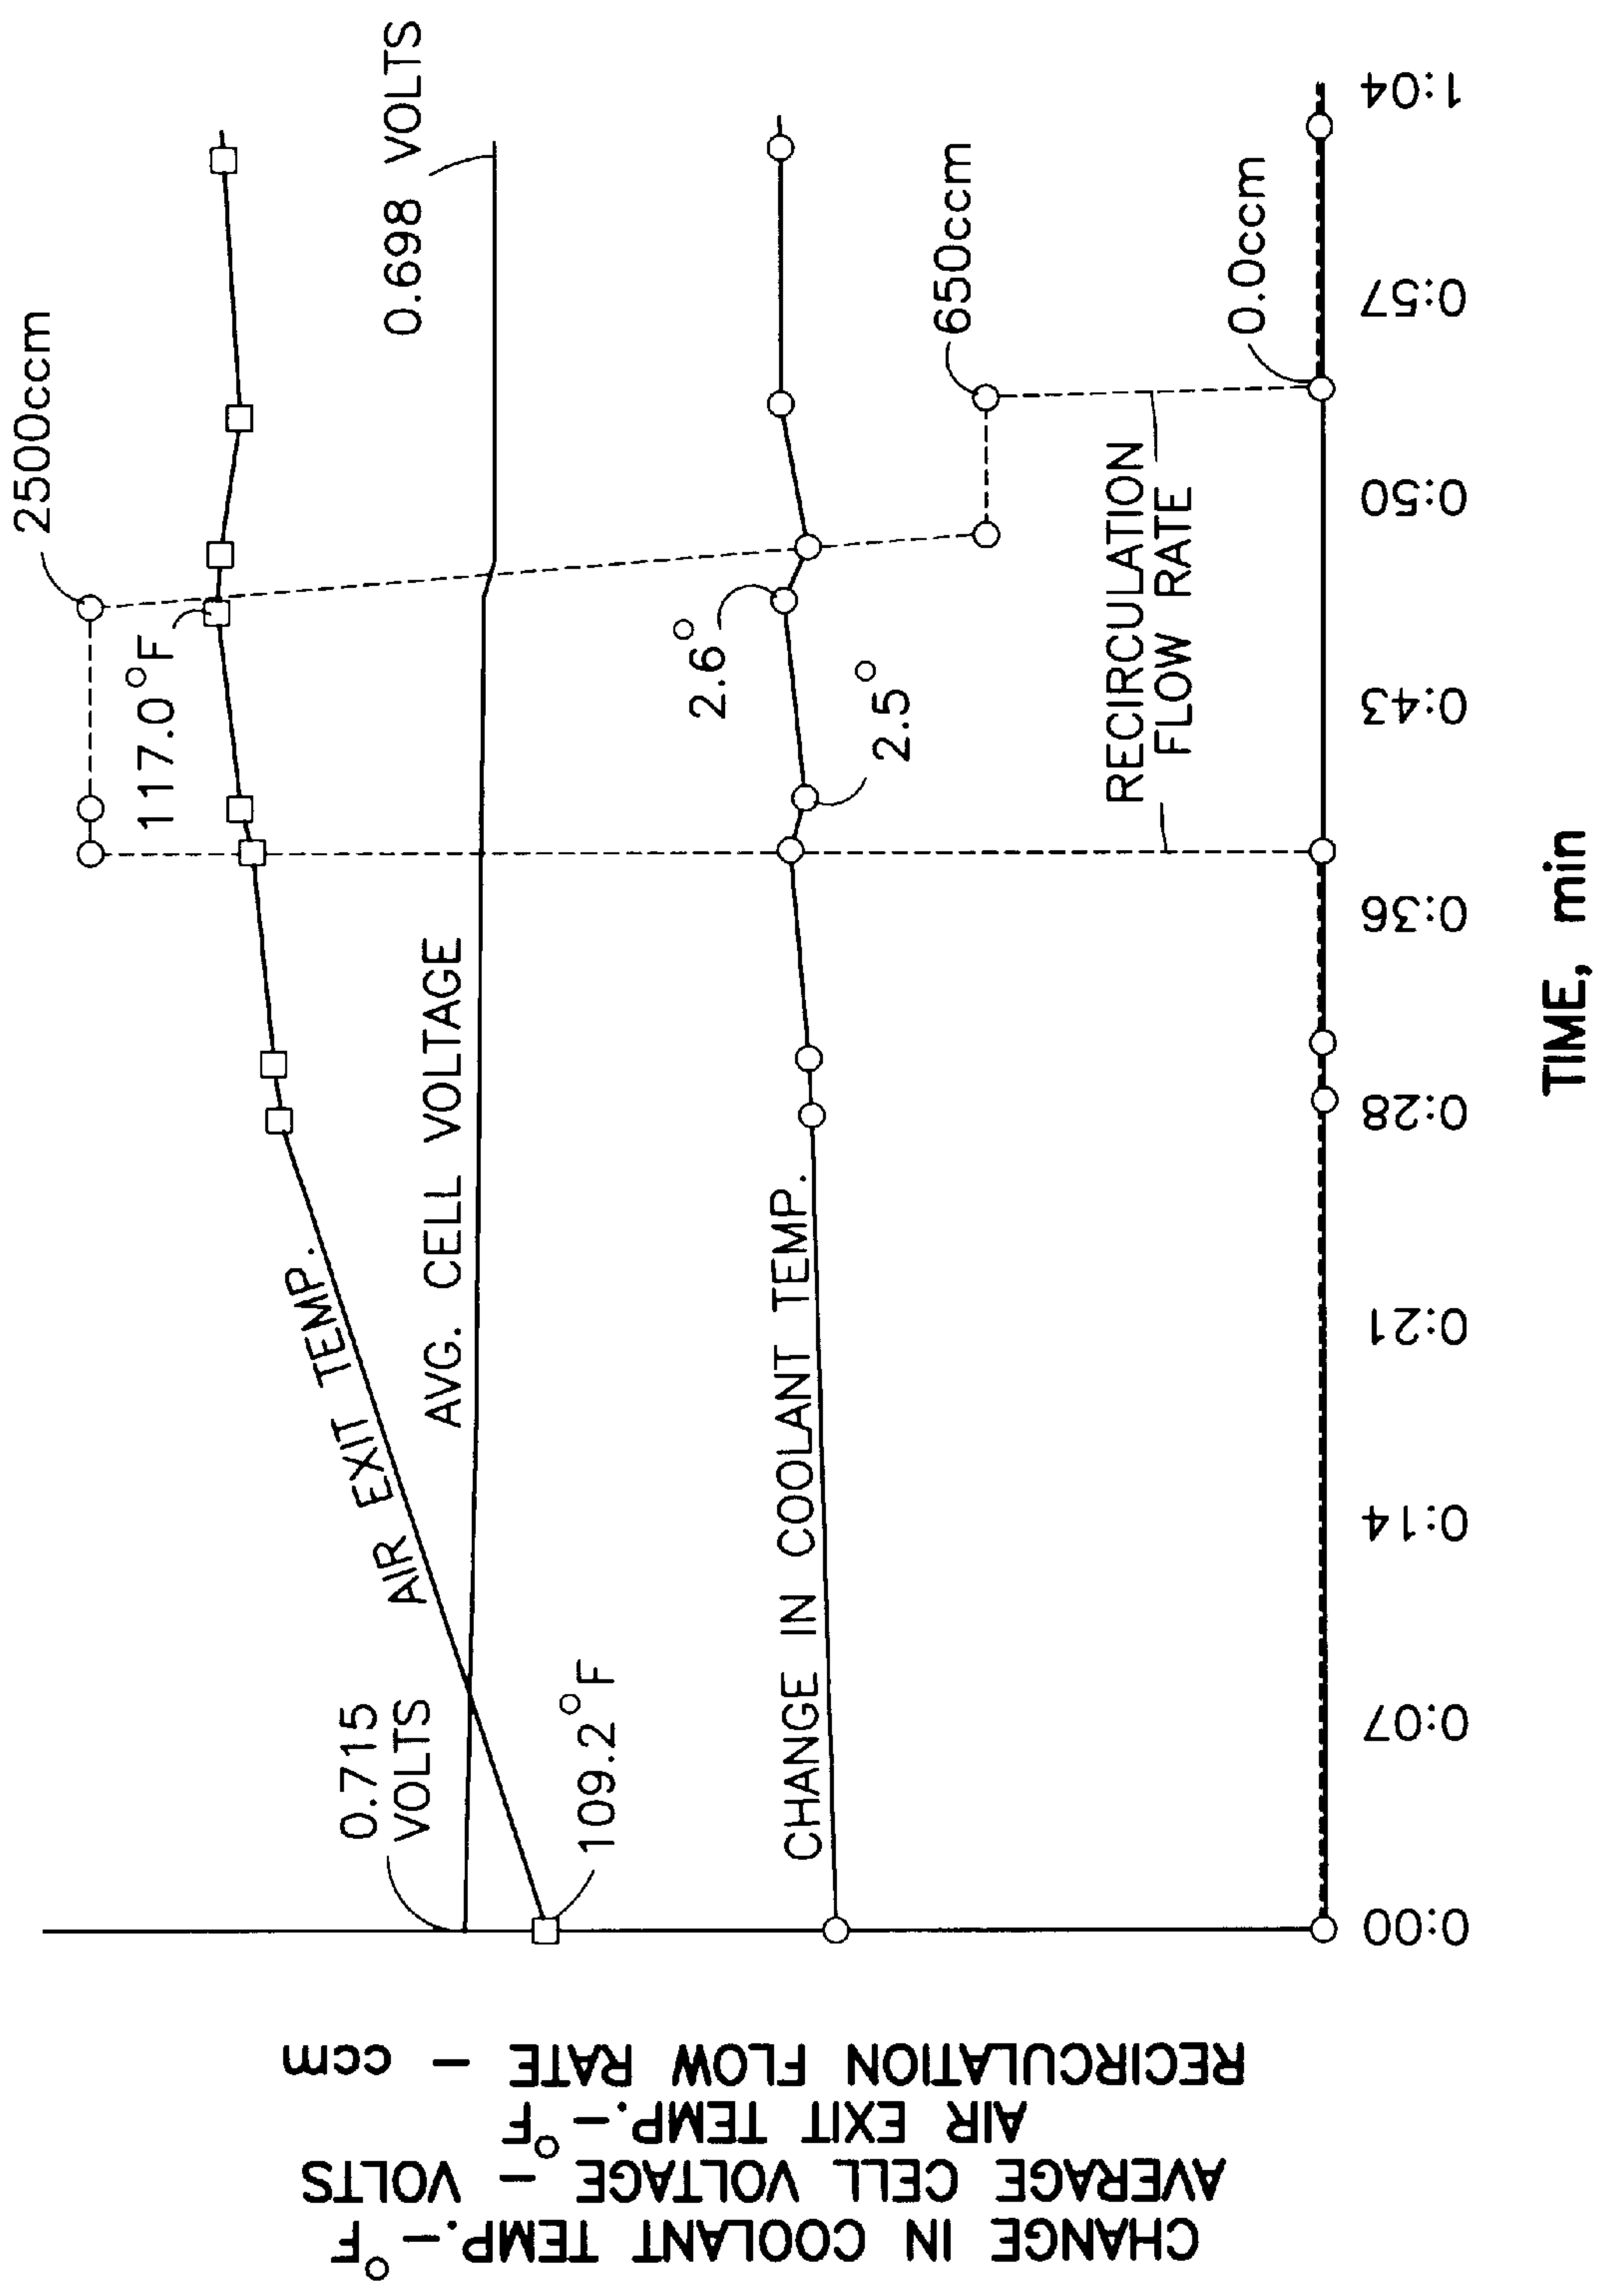 CHANGE IN COOLANT TEMP.-°F
AVERAGE CELL VOLTAGE - VOLTS
AIR EXIT TEMP.-°F
RECIRCULATION FLOW RATE - ccm
2500ccm
117.0°F
0.715
VOLTS
AIR EXIT TEMP.
AVG. CELL VOLTAGE
0.698 VOLTS
109.2°F
2.6°
CHANGE IN COOLANT TEMP.
2.5°
650ccm
RECIRCULATION
FLOW RATE
0.0ccm
0:00
0:07
0:14
0:21
0:28
0:36
0:43
0:50
0:57
1:04
TIME, min